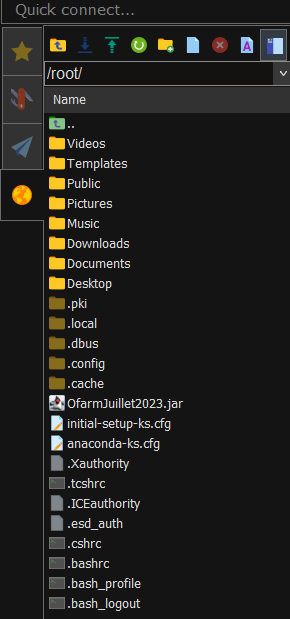 Quick connect...
/root/
Name
..
Videos
Templates
Public
Pictures
Music
Downloads
Documents
Desktop
.pki
.local
.dbus
.config
.cache
OfarmJuillet2023.jar
initial-setup-ks.cfg
anaconda-ks.cfg
.Xauthority
.tcshrc
.ICEauthority
.esd_auth
.cshrc
.bashrc
.bash_profile
.bash_logout